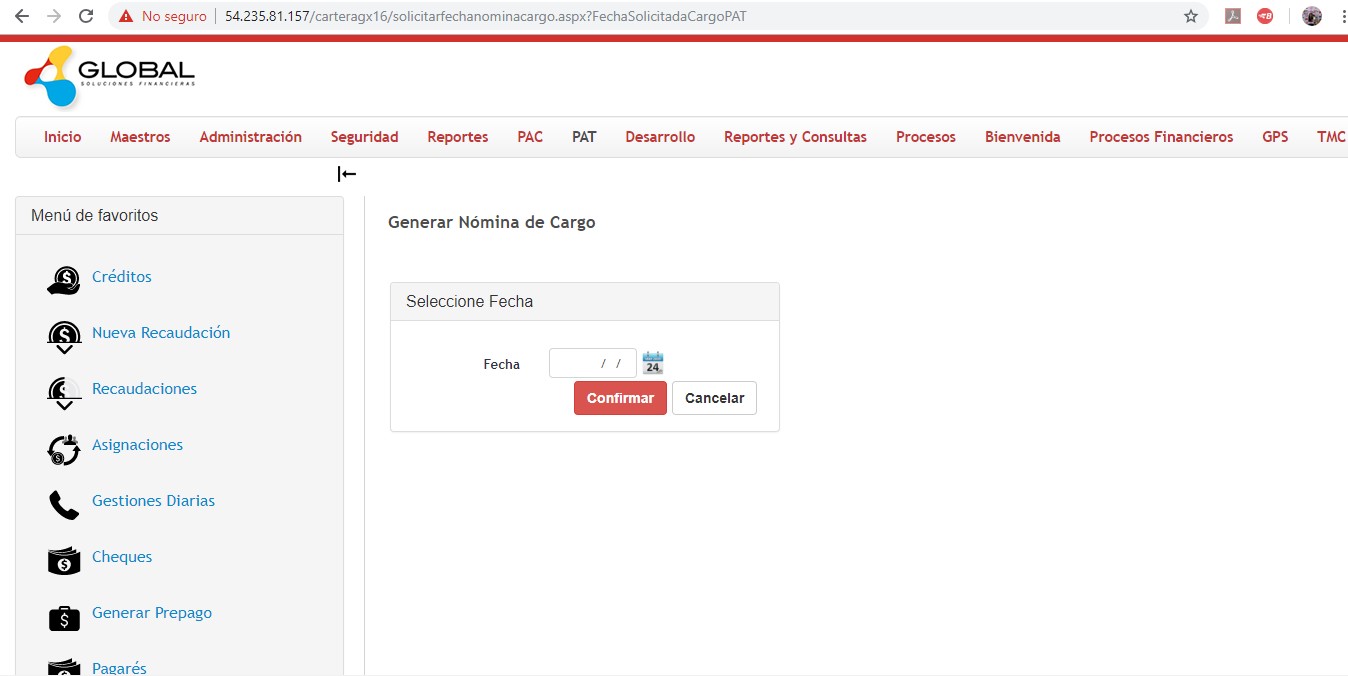 No seguro
54.235.81.157/carteragx16/solicitarfechanominacargo.aspx?FechaSolicitadaCargoPAT
GLOBAL
SOLUCIONES FINANCIERAS
Inicio Maestros Administración Seguridad Reportes PAC PAT Desarrollo Reportes y Consultas Procesos Bienvenida Procesos Financieros GPS TMC
Menú de favoritos
Créditos
Nueva Recaudación
Recaudaciones
Asignaciones
Gestiones Diarias
Cheques
Generar Prepago
Pagarés
Generar Nómina de Cargo
Seleccione Fecha
Fecha / / 24
Confirmar Cancelar